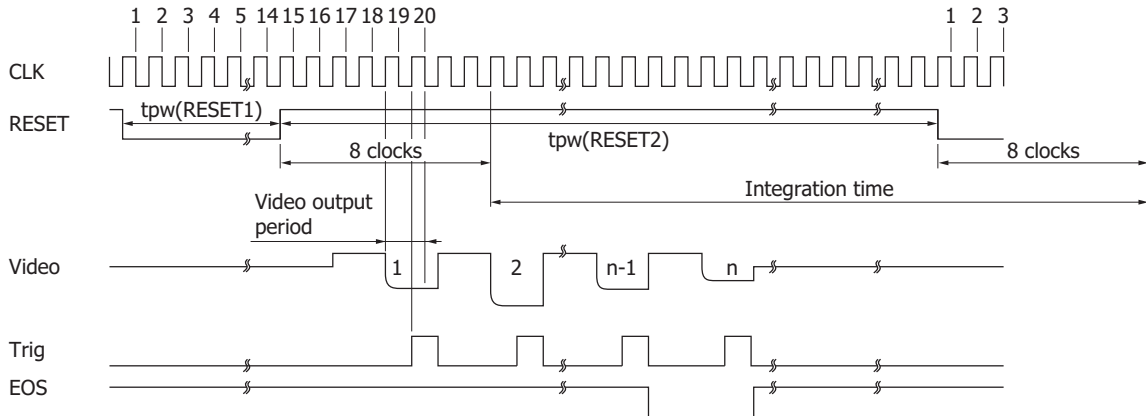 1 2 3 4 5 14 15 16 17 18 19 20 1 2 3
CLK
tpw(RESET1)
RESET
tpw(RESET2)
8 clocks 8 clocks
Integration time
Video output
period
Video 1 2 n-1 n
Trig
EOS